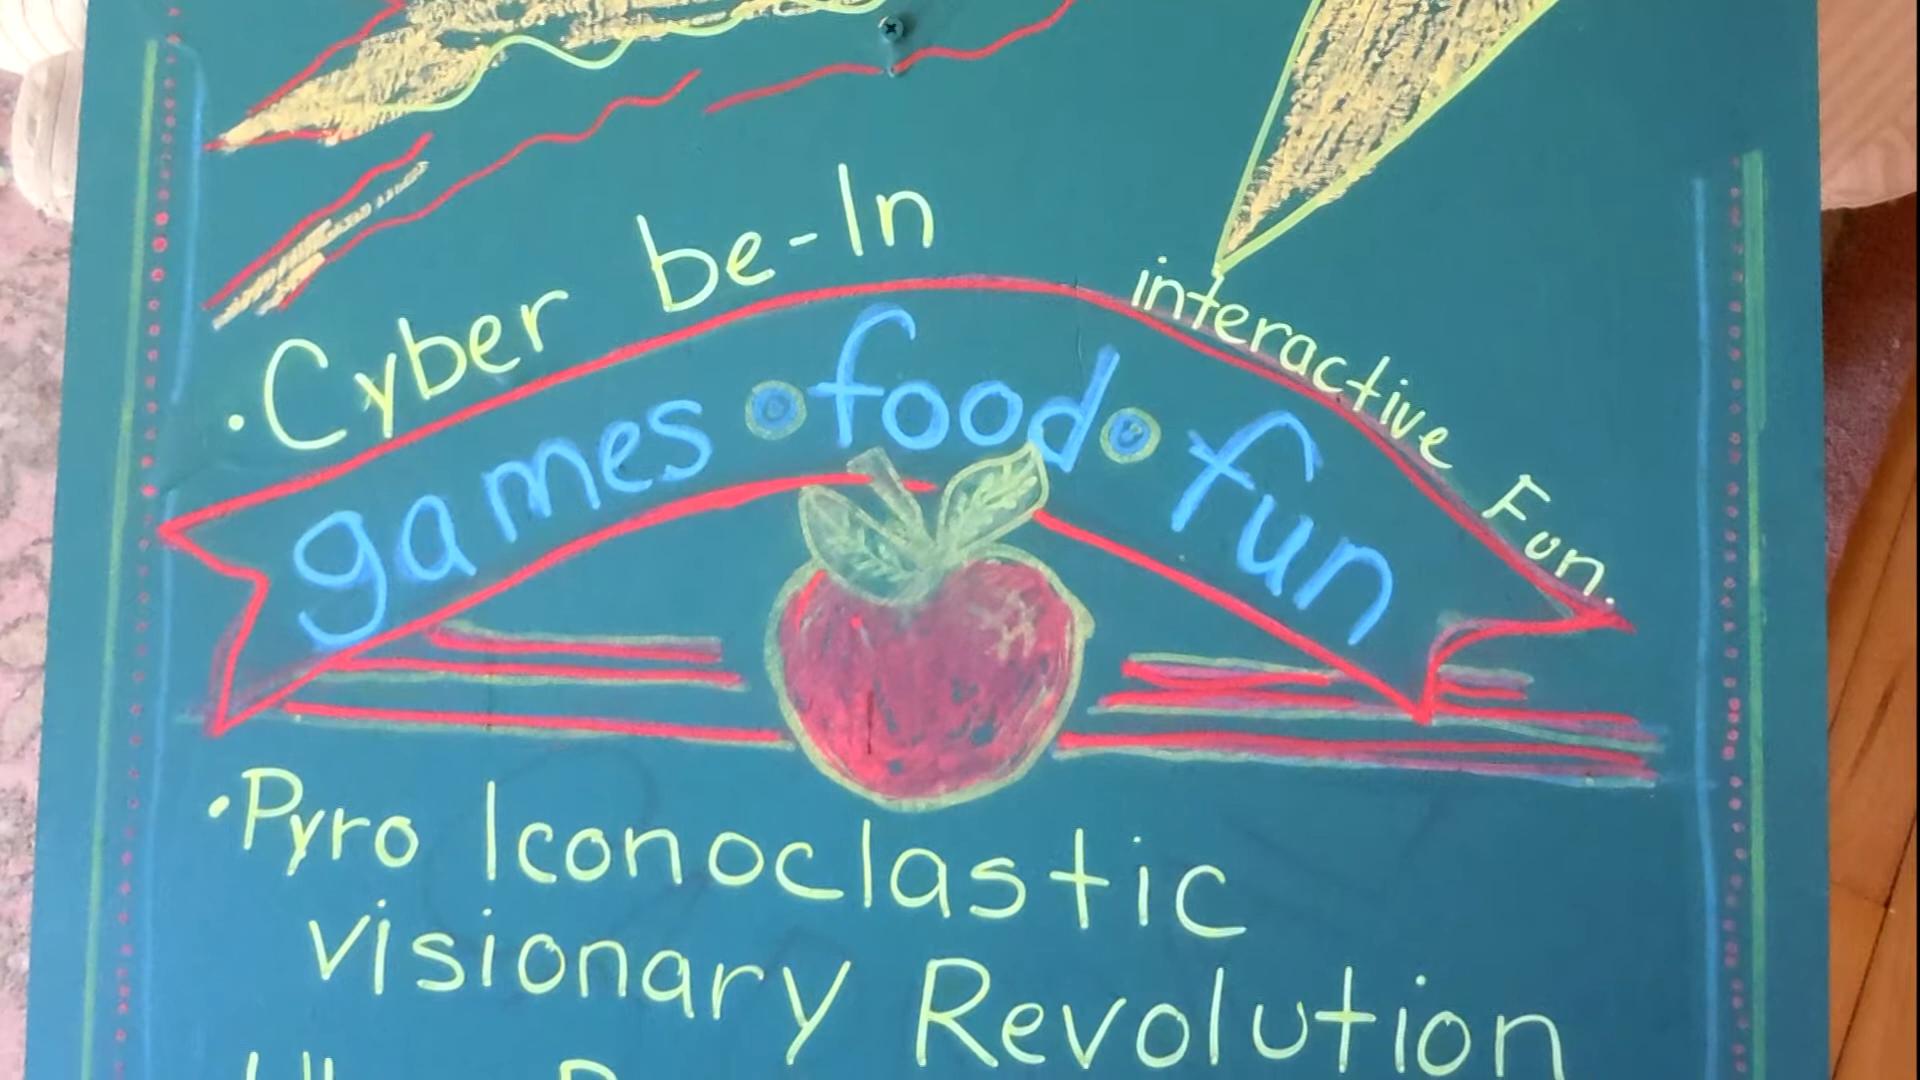 • Cyber be-In
interactive Fun.
games • food • fun
• Pyro Iconoclastic
visionary Revolution